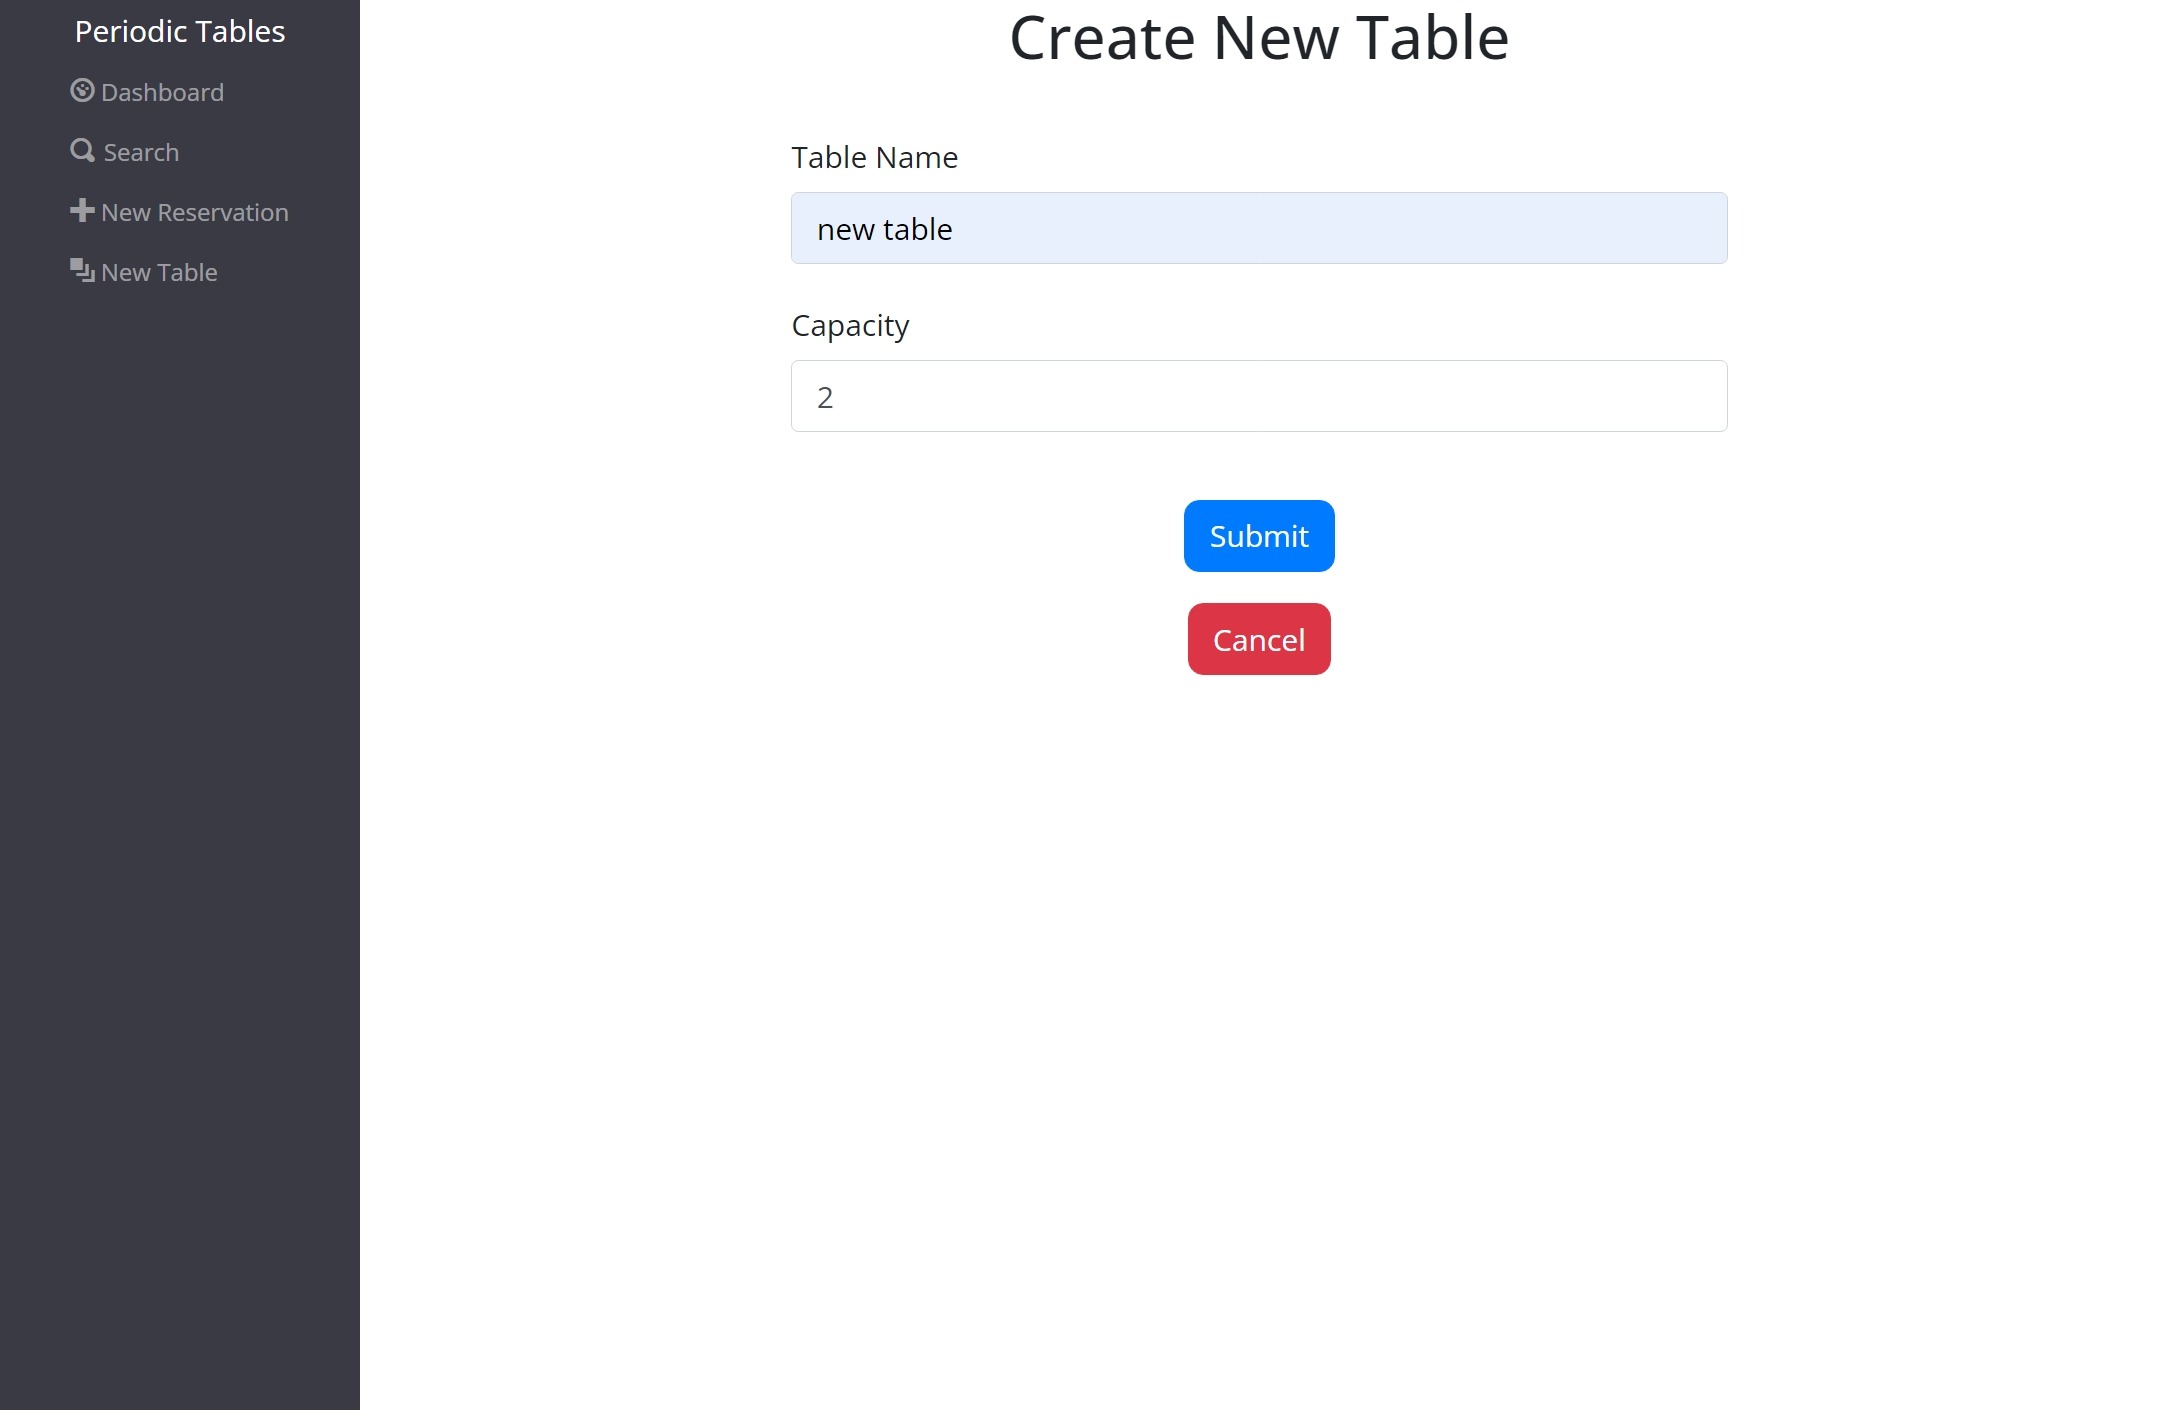 Periodic Tables
Dashboard
Search
New Reservation
New Table
Create New Table
Table Name
new table
Capacity
2
Submit
Cancel